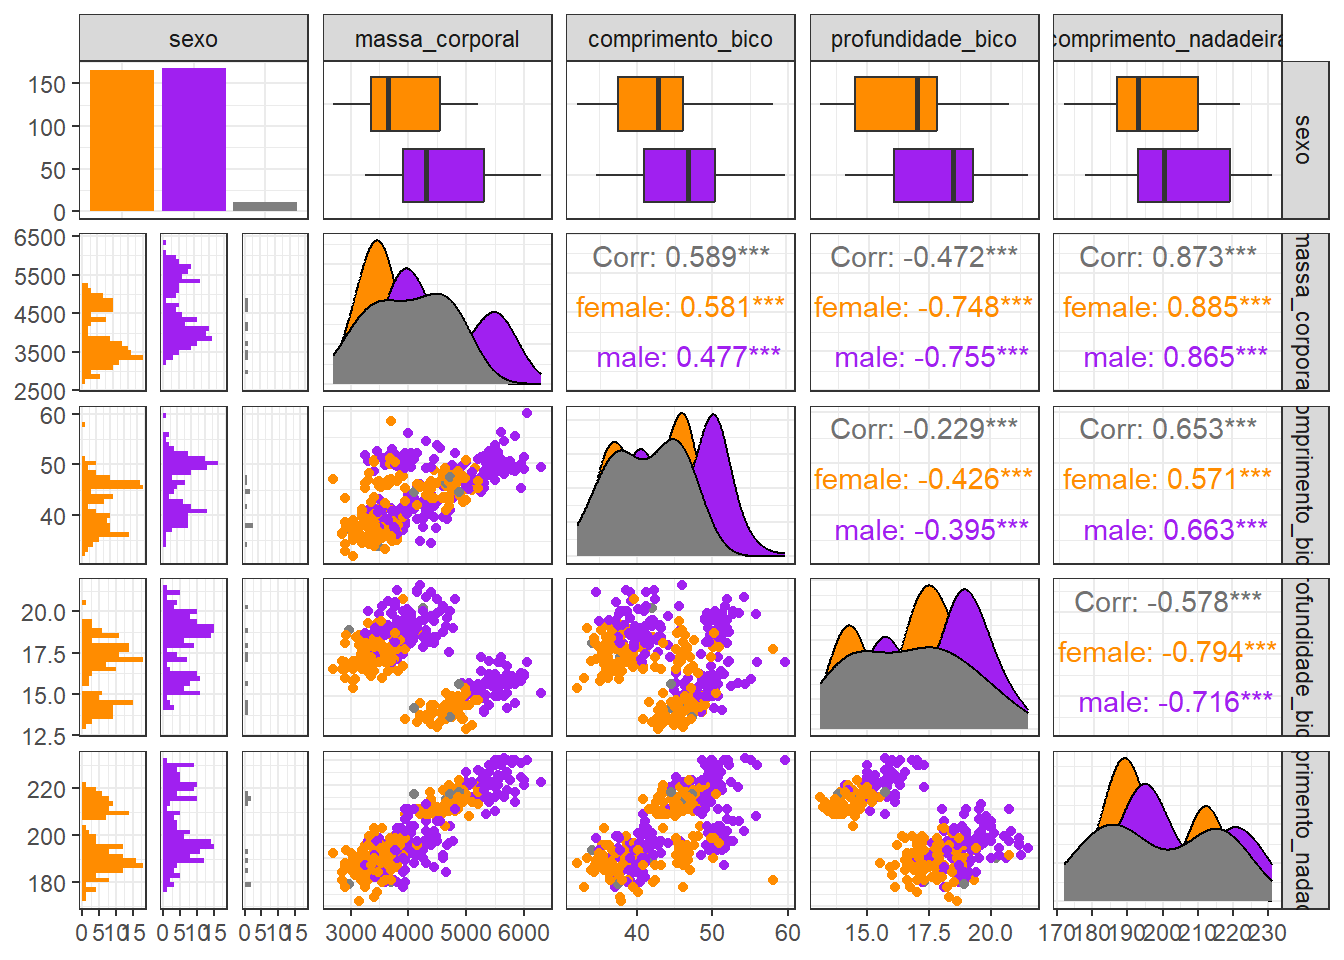 sexo
massa_corporal
comprimento_bico
profundidade_bico
comprimento_nadadeira
150
100
50
0
sexo
6500
5500
4500
3500
2500
Corr: 0.589***
female: 0.581***
male: 0.477***
Corr: -0.472***
female: -0.748***
male: -0.755***
Corr: 0.873***
female: 0.885***
male: 0.865***
massa_corpora
60
50
40
Corr: -0.229***
female: -0.426***
male: -0.395***
Corr: 0.653***
female: 0.571***
male: 0.663***
omprimento_bic
20.0
17.5
15.0
12.5
Corr: -0.578***
female: -0.794***
male: -0.716***
rofundidade_bic
220
200
180
primento_nadad
0 5 10 15
0 5 10 15
0 5 10 15
3000 4000 5000 6000
40 50 60
15.0 17.5 20.0
170 180 190 200 210 220 230